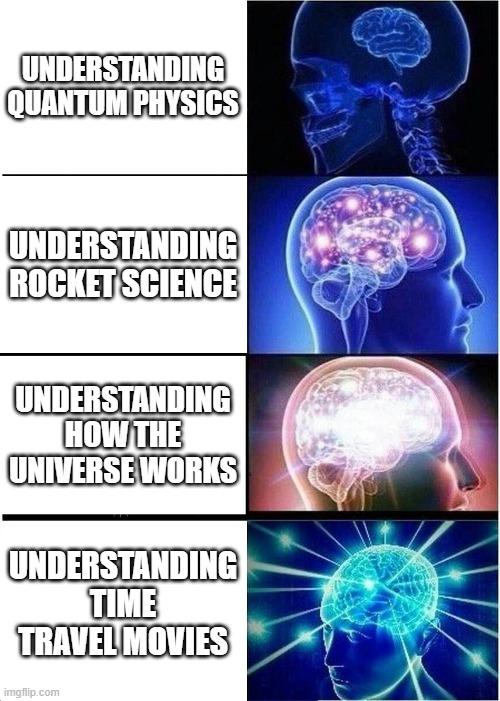 UNDERSTANDING
QUANTUM PHYSICS
UNDERSTANDING
ROCKET SCIENCE
UNDERSTANDING
HOW THE
UNIVERSE WORKS
UNDERSTANDING
TIME
TRAVEL MOVIES
imgflip.com